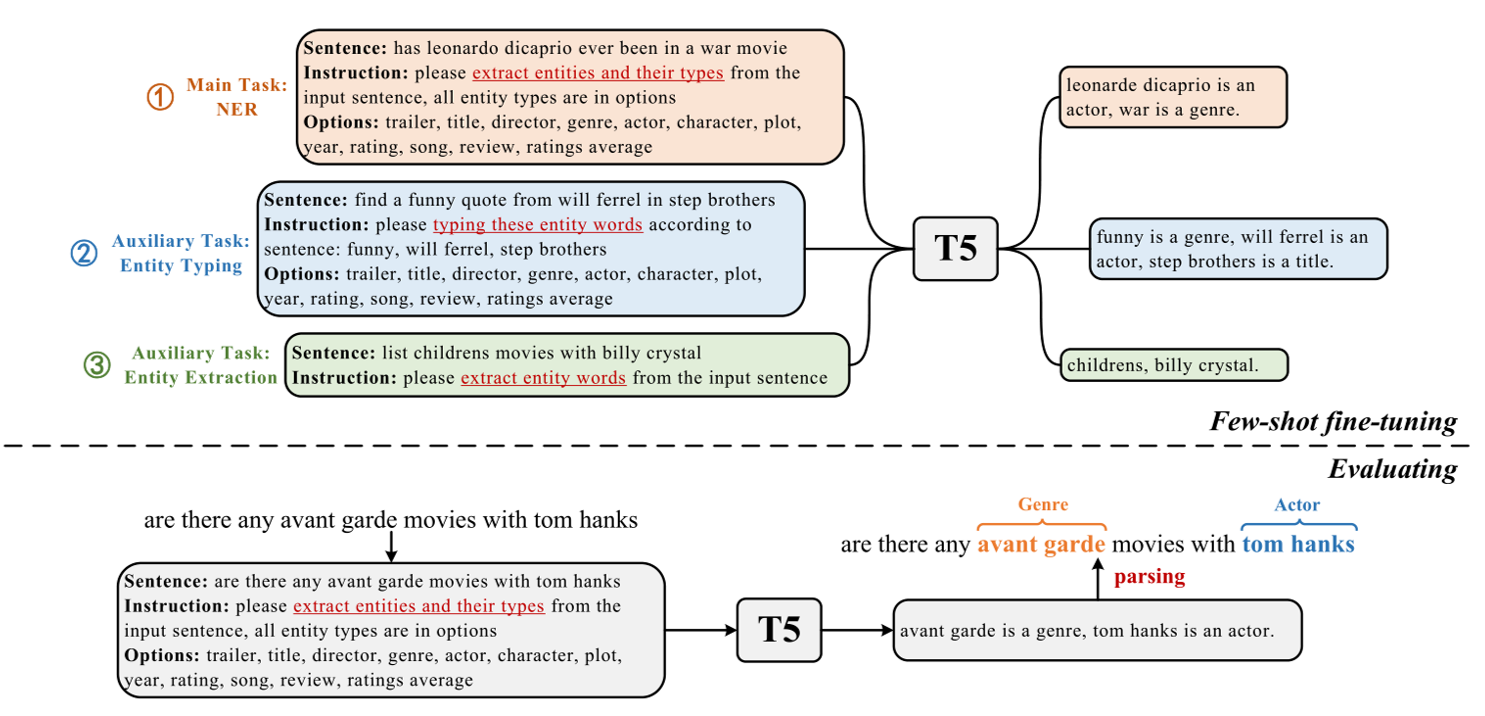 ① Main Task:
NER
Sentence: has leonardo dicaprio ever been in a war movie
Instruction: please extract entities and their types from the
input sentence, all entity types are in options
Options: trailer, title, director, genre, actor, character, plot,
year, rating, song, review, ratings average
② Auxiliary Task:
Entity Typing
Sentence: find a funny quote from will ferrel in step brothers
Instruction: please typing these entity words according to
sentence: funny, will ferrel, step brothers
Options: trailer, title, director, genre, actor, character, plot,
year, rating, song, review, ratings average
③ Auxiliary Task:
Entity Extraction
Sentence: list childrens movies with billy crystal
Instruction: please extract entity words from the input sentence
T5
leonarde dicaprio is an
actor, war is a genre.
funny is a genre, will ferrel is an
actor, step brothers is a title.
childrens, billy crystal.
Few-shot fine-tuning
Evaluating
are there any avant garde movies with tom hanks
Sentence: are there any avant garde movies with tom hanks
Instruction: please extract entities and their types from the
input sentence, all entity types are in options
Options: trailer, title, director, genre, actor, character, plot,
year, rating, song, review, ratings average
T5
avant garde is a genre, tom hanks is an actor.
parsing
Genre Actor
are there any avant garde movies with tom hanks